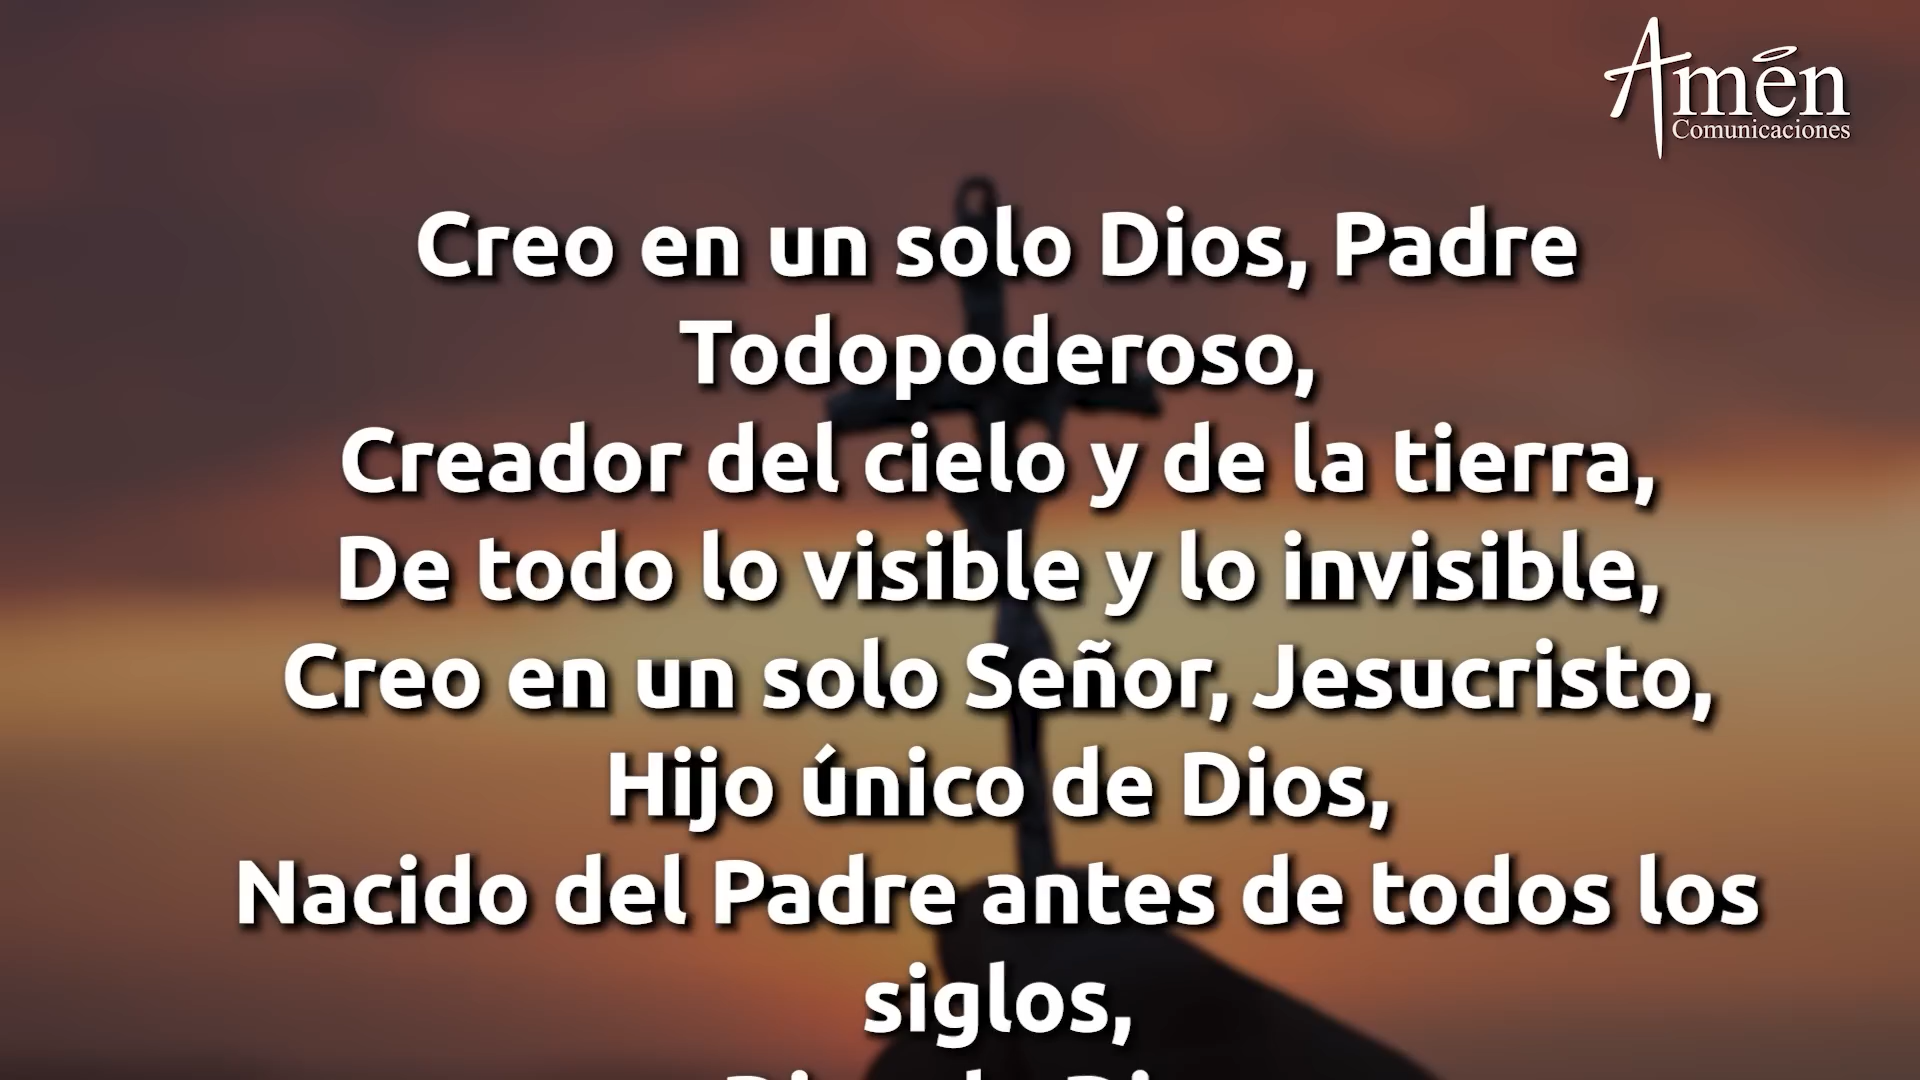 Amén
Comunicaciones
Creo en un solo Dios, Padre
Todopoderoso,
Creador del cielo y de la tierra,
De todo lo visible y lo invisible,
Creo en un solo Señor, Jesucristo,
Hijo único de Dios,
Nacido del Padre antes de todos los
siglos,